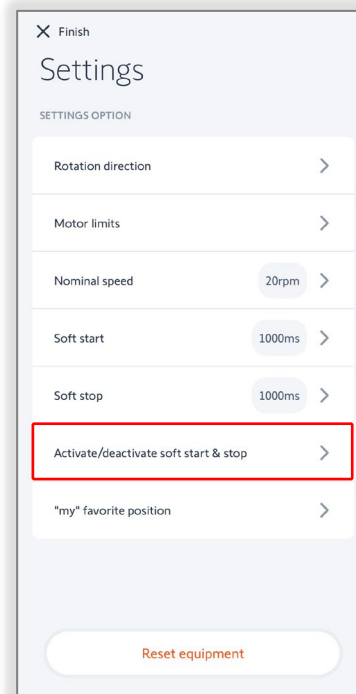 Finish
Settings
SETTINGS OPTION
Rotation direction
Motor limits
Nominal speed 20rpm
Soft start 1000ms
Soft stop 1000ms
Activate/deactivate soft start & stop
"my" favorite position
Reset equipment